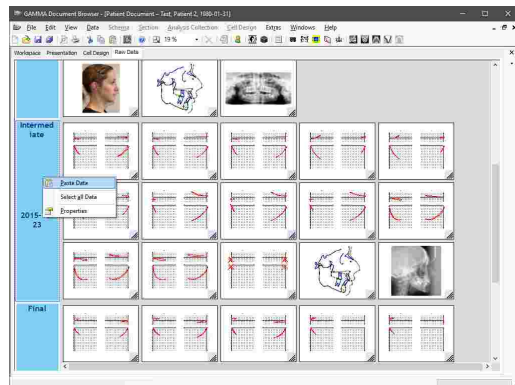 GAMMA Document Browser - [Patient Document - Test, Patient 2, 1980-01-31]
File Edit View Data Schema Section Analysis Collection Cell Design Extras Windows Help
19 %
Workspace Presentation Cell Design Raw Data
Intermed
iate
Paste Data
Select all Data
2015-
Properties
23
Final